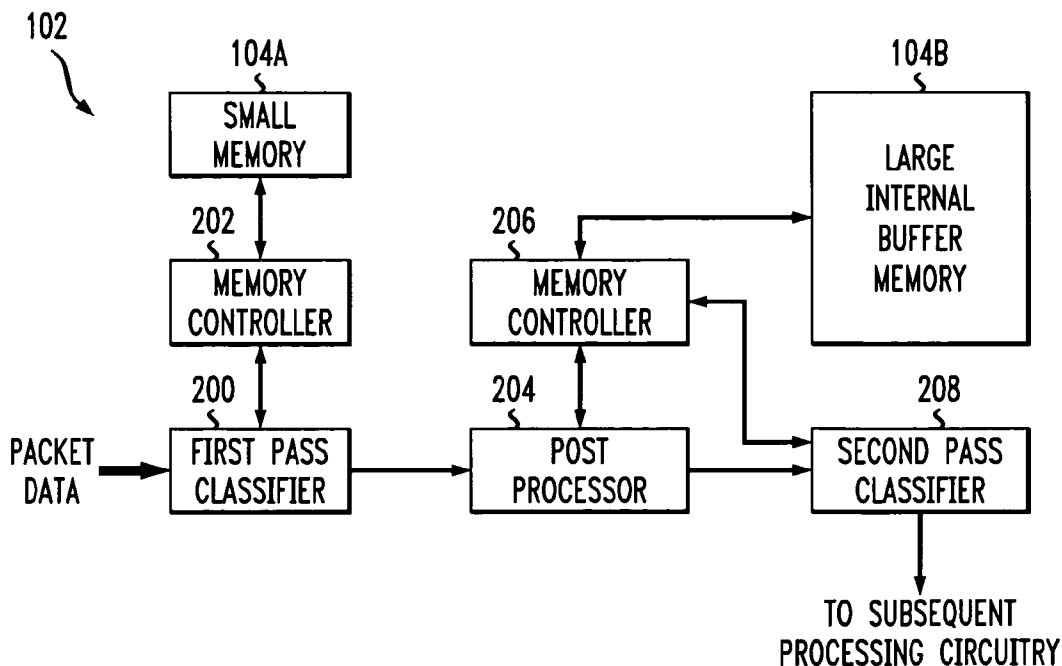 102
104A
SMALL
MEMORY
104B
LARGE
INTERNAL
BUFFER
MEMORY
202
MEMORY
CONTROLLER
206
MEMORY
CONTROLLER
PACKET
DATA
200
FIRST PASS
CLASSIFIER
204
POST
PROCESSOR
208
SECOND PASS
CLASSIFIER
TO SUBSEQUENT
PROCESSING CIRCUITRY